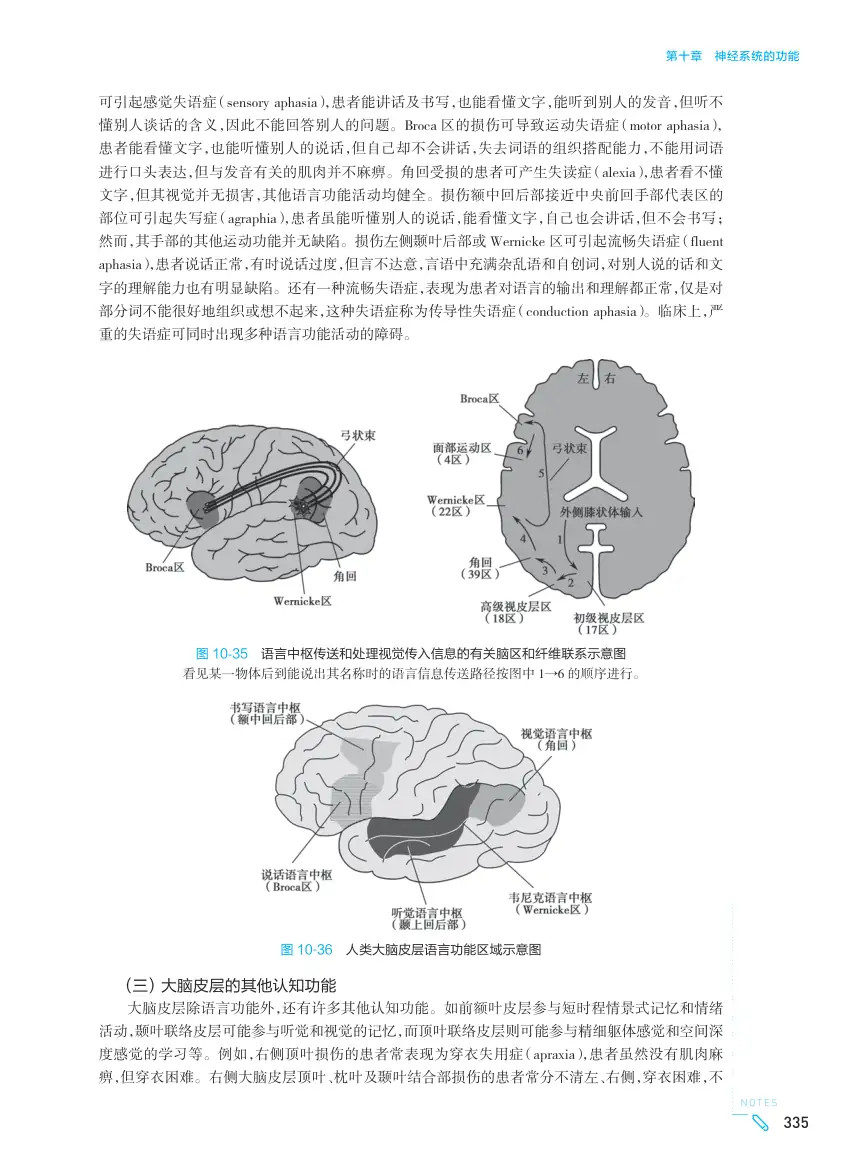 第十章 神经系统的功能
可引起感觉失语症(sensory aphasia),患者能讲话及书写,也能看懂文字,能听到别人的发音,但听不
懂别人谈话的含义,因此不能回答别人的问题。Broca 区的损伤可导致运动失语症(motor aphasia),
患者能看懂文字,也能听懂别人的说话,但自己却不会讲话,失去词语的组织搭配能力,不能用词语
进行口头表达,但与发音有关的肌肉并不麻痹。角回受损的患者可产生失读症(alexia),患者看不懂
文字,但其视觉并无损害,其他语言功能活动均健全。损伤额中回后部接近中央前回手部代表区的
部位可引起失写症(agraphia),患者虽能听懂别人的说话,能看懂文字,自己也会讲话,但不会书写;
然而,其手部的其他运动功能并无缺陷。损伤左侧颞叶后部或 Wernicke 区可引起流畅失语症(fluent
aphasia),患者说话正常,有时说话过度,但言不达意,言语中充满杂乱语和自创词,对别人说的话和文
字的理解能力也有明显缺陷。还有一种流畅失语症,表现为患者对语言的输出和理解都正常,仅是对
部分词不能很好地组织或想不起来,这种失语症称为传导性失语症(conduction aphasia)。临床上,严
重的失语症可同时出现多种语言功能活动的障碍。
弓状束
Broca区
角回
Wernicke区
左 右
Broca区
面部运动区
(4区)
弓状束
6
5
Wernicke区
(22区)
外侧膝状体输入
4
1
角回
(39区)
3
2
高级视皮层区
(18区)
初级视皮层区
(17区)
图 10-35 语言中枢传送和处理视觉传入信息的有关脑区和纤维联系示意图
看见某一物体后到能说出其名称时的语言信息传送路径按图中 1→6 的顺序进行。
书写语言中枢
(额中回后部)
视觉语言中枢
(角回)
说话语言中枢
(Broca区)
听觉语言中枢
(颞上回后部)
韦尼克语言中枢
(Wernicke区)
图 10-36 人类大脑皮层语言功能区域示意图
(三)大脑皮层的其他认知功能
大脑皮层除语言功能外,还有许多其他认知功能。如前额叶皮层参与短时程情景式记忆和情绪
活动,颞叶联络皮层可能参与听觉和视觉的记忆,而顶叶联络皮层则可能参与精细躯体感觉和空间深
度感觉的学习等。例如,右侧顶叶损伤的患者常表现为穿衣失用症(apraxia),患者虽然没有肌肉麻
痹,但穿衣困难。右侧大脑皮层顶叶、枕叶及颞叶结合部损伤的患者常分不清左、右侧,穿衣困难,不
NOTES
335